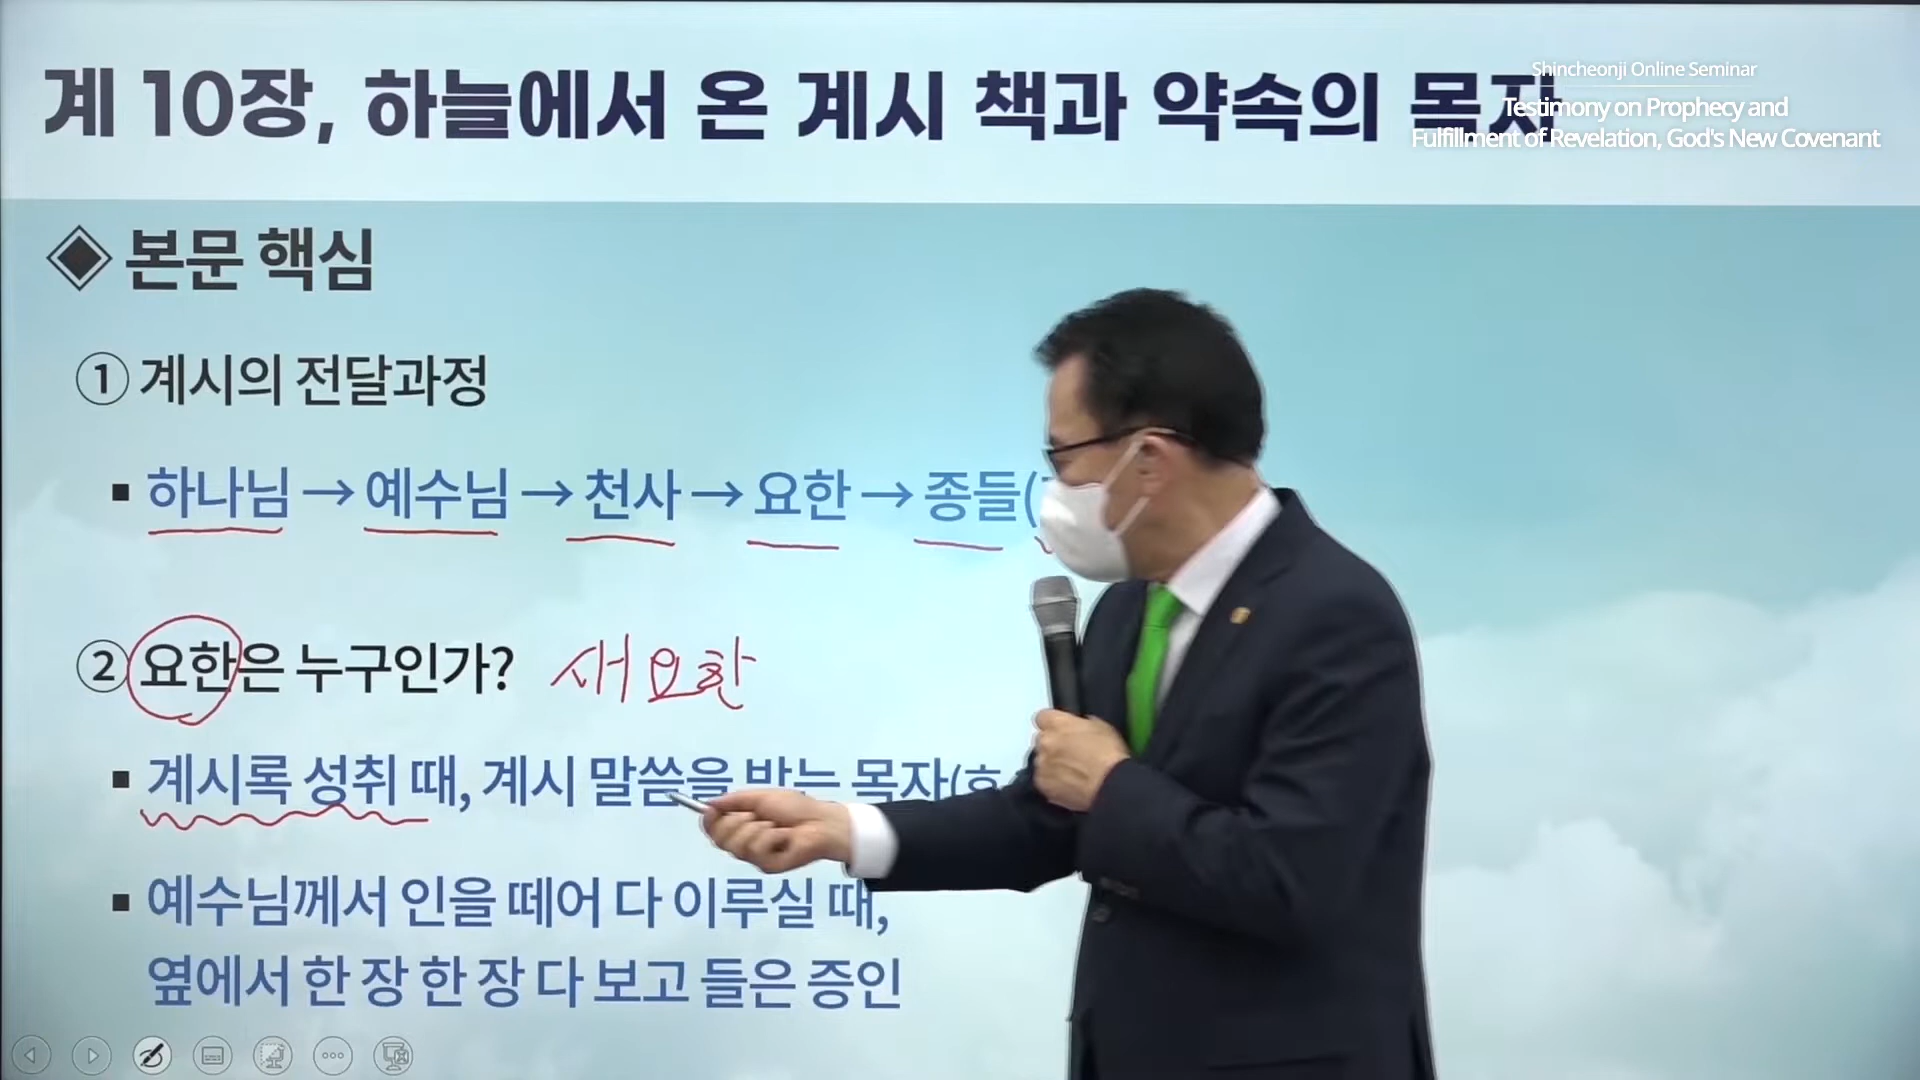 계 10장, 하늘에서 온 계시 책과 약속의 목자
Shincheonji Online Seminar
Testimony on Prophecy and
Fulfillment of Revelation, God's New Covenant
◈ 본문 핵심
① 계시의 전달과정
▪ 하나님 → 예수님 → 천사 → 요한 → 종들(
② 요한은 누구인가? 새요한
▪ 계시록 성취 때, 계시 말씀을 받는 목자(
▪ 예수님께서 인을 떼어 다 이루실 때,
옆에서 한 장 한 장 다 보고 들은 증인